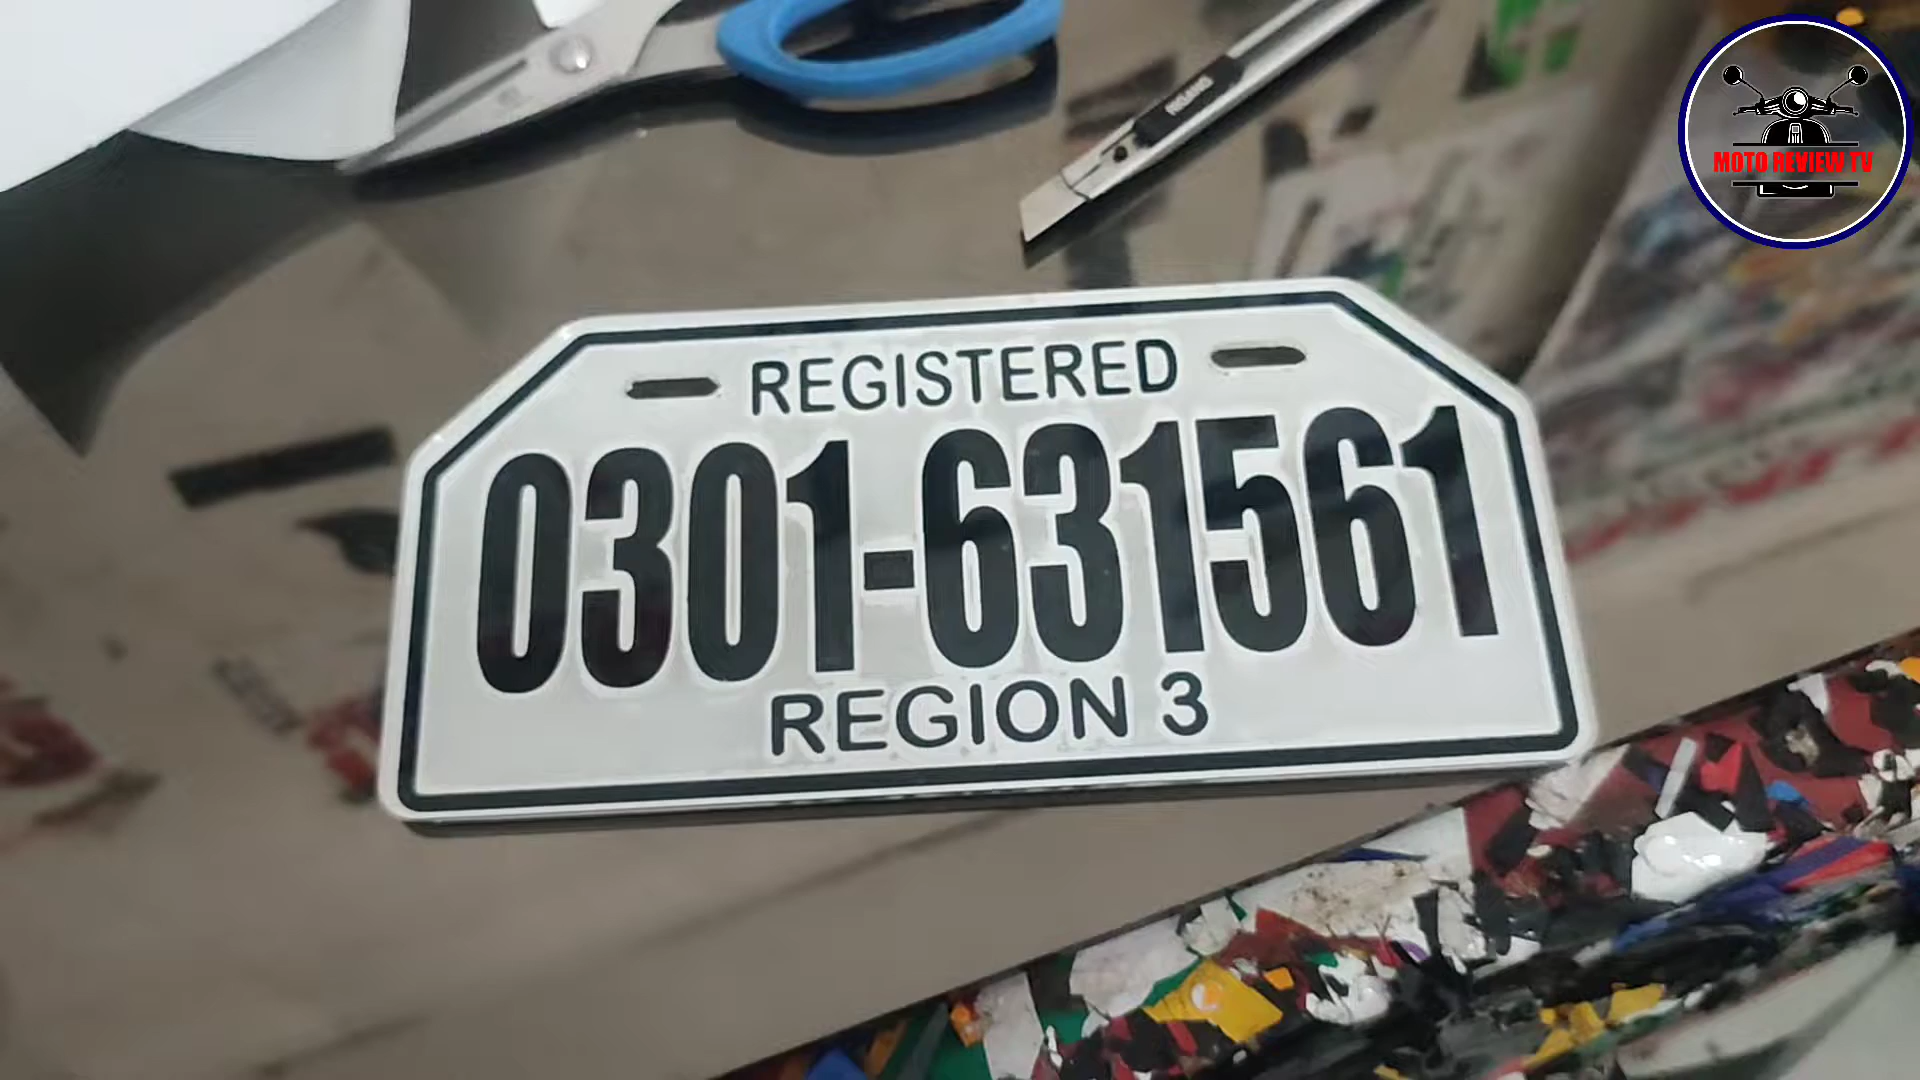 MOTO REVIEW TV
REGISTERED
0301-631561
REGION 3